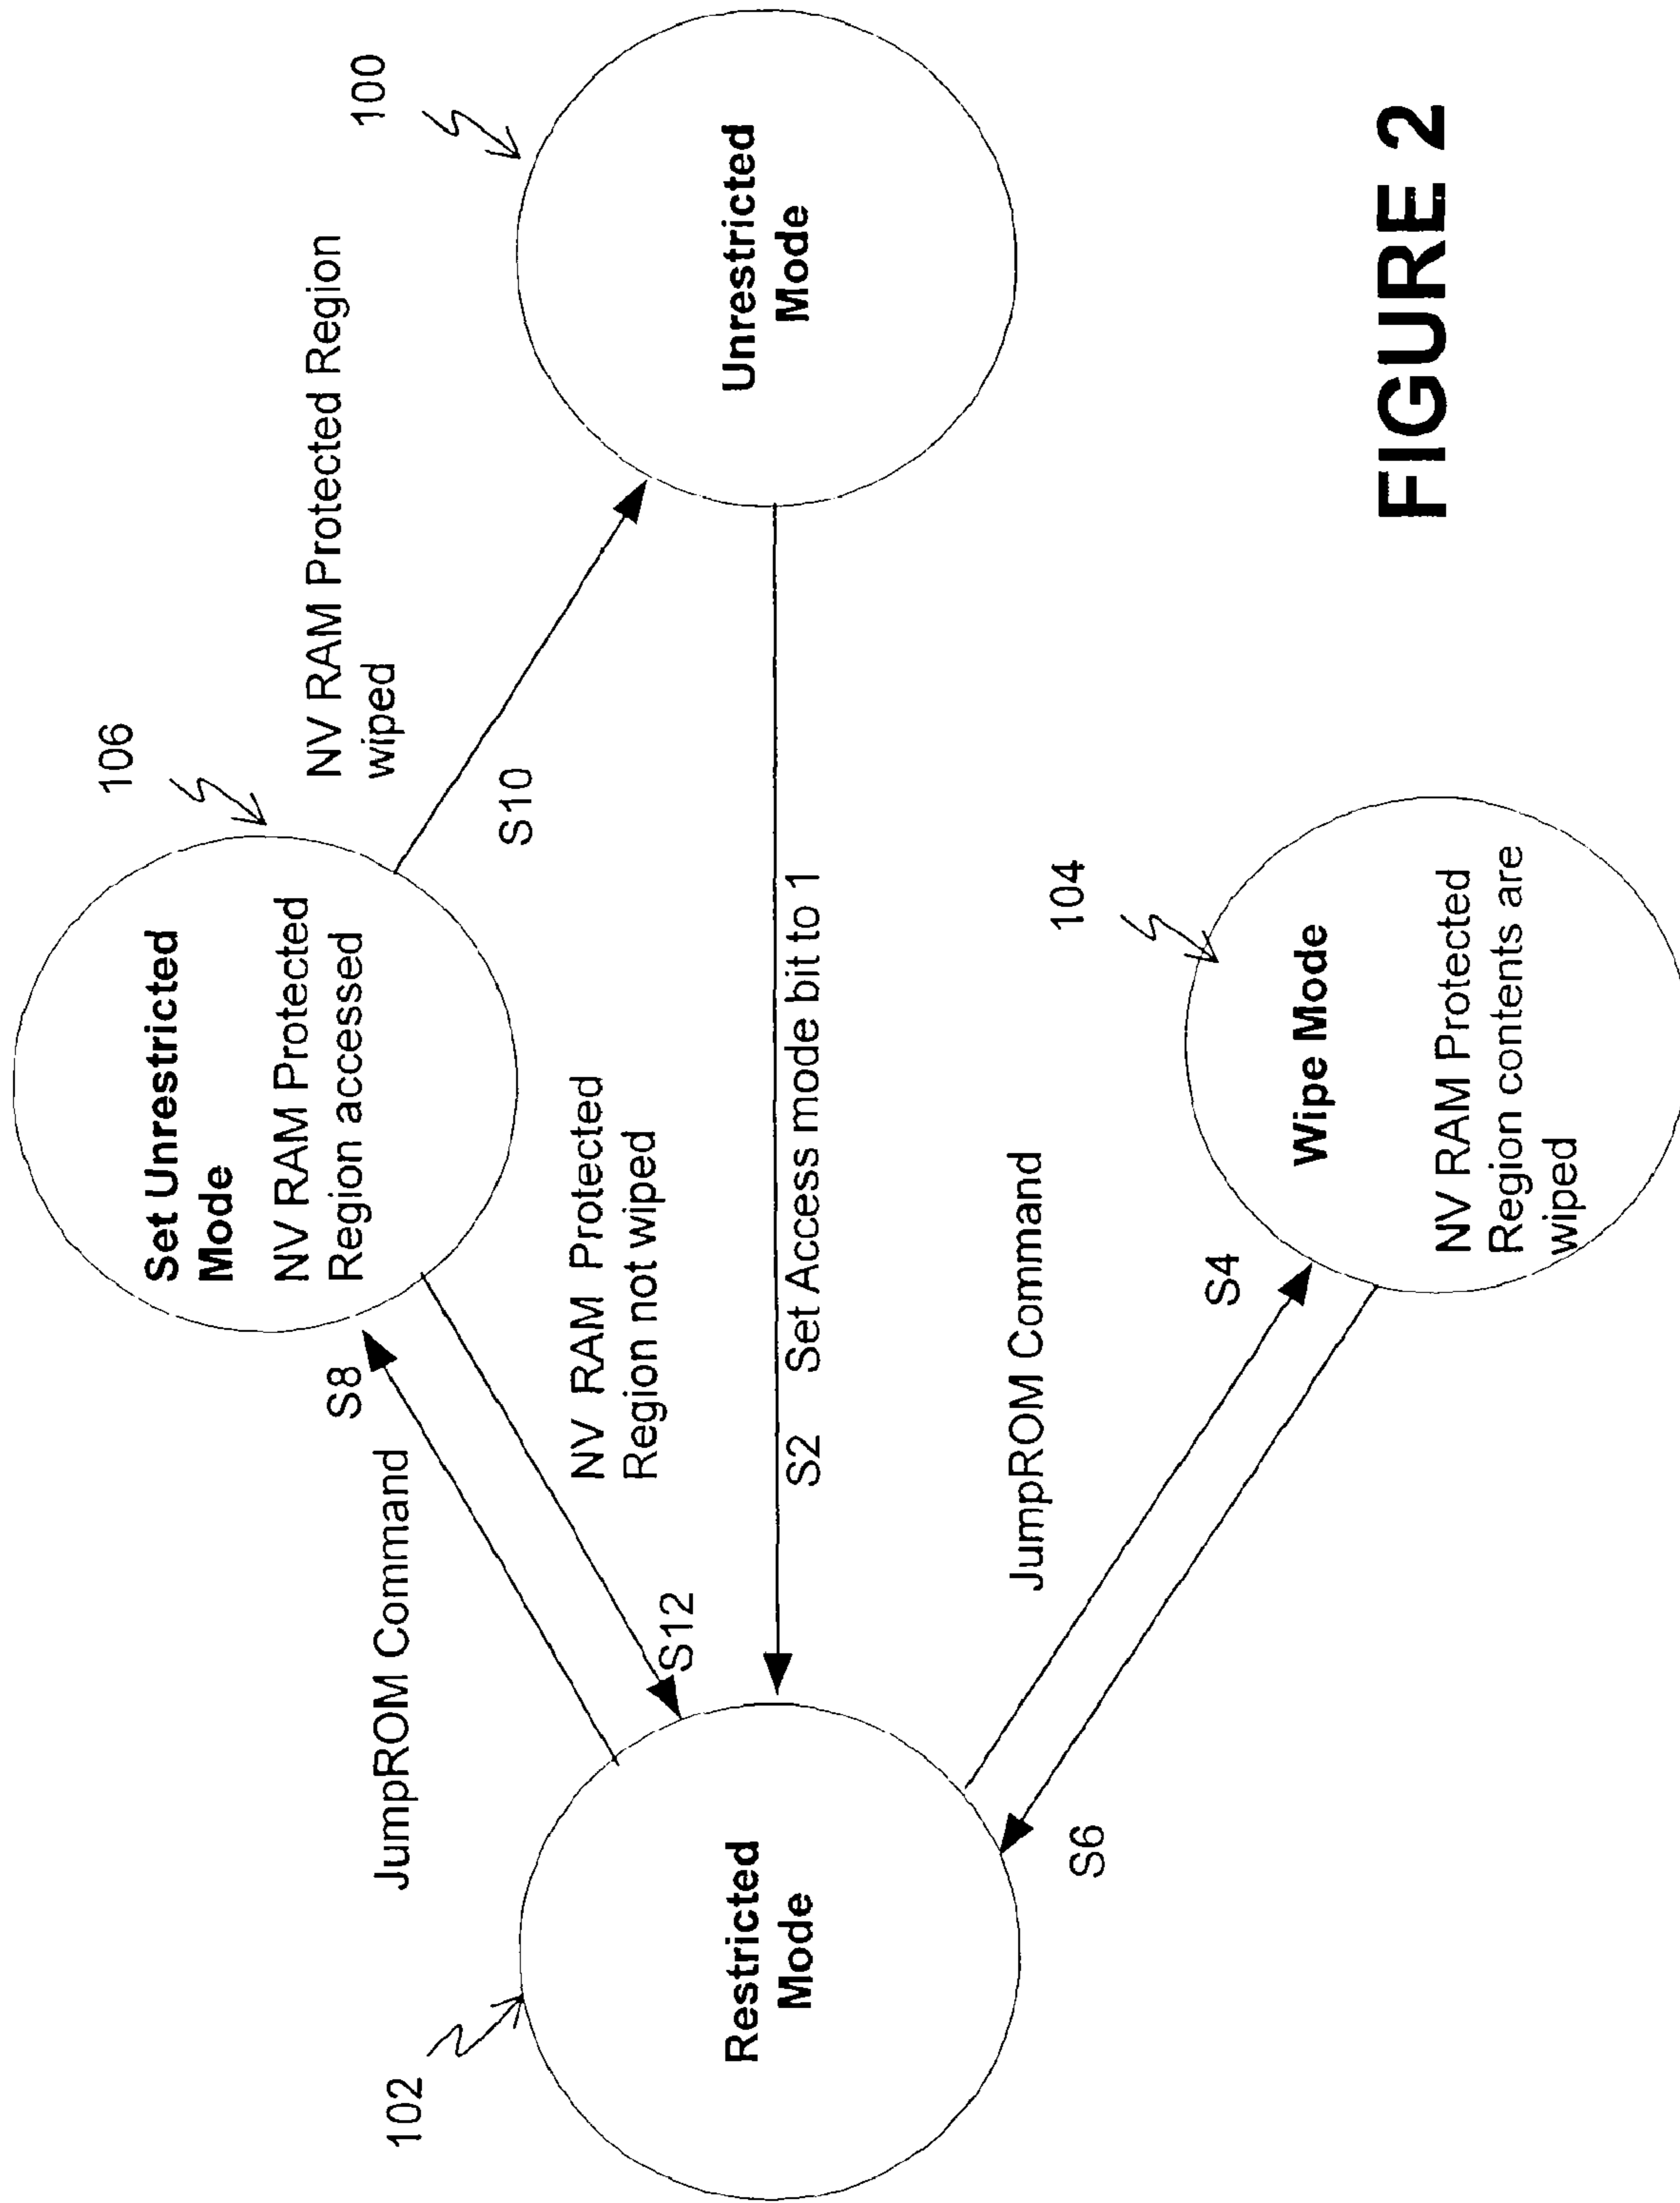 106
Set Unrestricted
Mode
NV RAM Protected
Region accessed
100
NV RAM Protected Region
wiped
S8
JumpROM Command
S10
NV RAM Protected
Region not wiped
S12
102
Restricted
Mode
Unrestricted
Mode
S2 Set Access mode bit to 1
104
JumpROM Command
S4
S6
Wipe Mode
NV RAM Protected
Region contents are
wiped
FIGURE 2